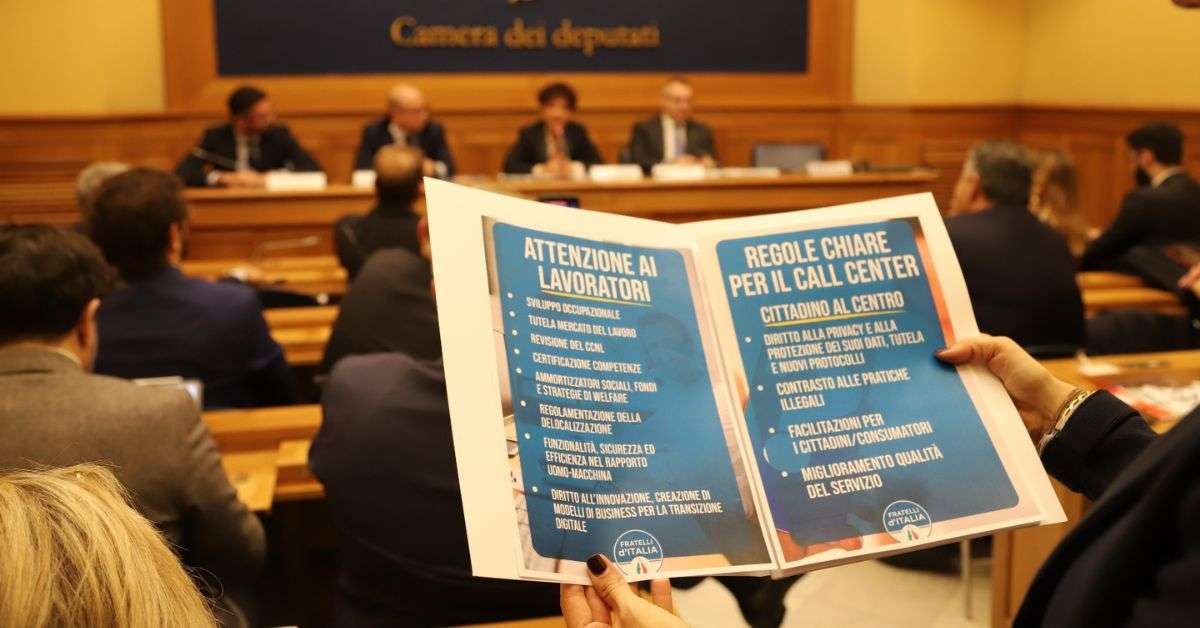 Camera dei deputati
ATTENZIONE AI
LAVORATORI
• SVILUPPO OCCUPAZIONALE
• TUTELA MERCATO DEL LAVORO
• REVISIONE DEL CCNL
• CERTIFICAZIONE COMPETENZE
• AMMORTIZZATORI SOCIALI, FONDI
E STRATEGIE DI WELFARE
• REGOLAMENTAZIONE DELLA
DELOCALIZZAZIONE
• FUNZIONALITÀ, SICUREZZA ED
EFFICIENZA NEL RAPPORTO
UOMO-MACCHINA
• DIRITTO ALL'INNOVAZIONE, CREAZIONE DI
MODELLI DI BUSINESS PER LA TRANSIZIONE
DIGITALE
FRATELLI
d'ITALIA
REGOLE CHIARE
PER IL CALL CENTER
CITTADINO AL CENTRO
• DIRITTO ALLA PRIVACY E ALLA
PROTEZIONE DEI SUOI DATI, TUTELA
E NUOVI PROTOCOLLI
• CONTRASTO ALLE PRATICHE
ILLEGALI
• FACILITAZIONI PER
I CITTADINI/CONSUMATORI
• MIGLIORAMENTO QUALITÀ
DEL SERVIZIO
FRATELLI
d'ITALIA